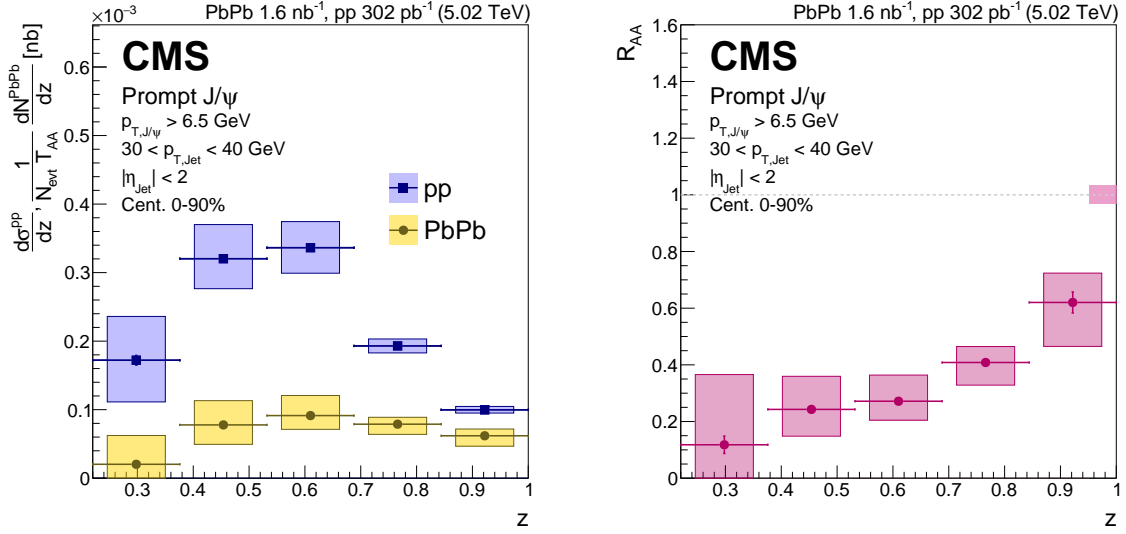 PbPb 1.6 nb⁻¹, pp 302 pb⁻¹ (5.02 TeV)
×10⁻³
CMS
Prompt J/ψ
p_T,J/ψ > 6.5 GeV
30 < p_T,Jet < 40 GeV
|η_Jet| < 2
Cent. 0-90%
pp
PbPb
dσ^pp/dz, 1/(N_evt T_AA) dN^PbPb/dz [nb]
0.6
0.5
0.4
0.3
0.2
0.1
0
0.3 0.4 0.5 0.6 0.7 0.8 0.9 1
z
PbPb 1.6 nb⁻¹, pp 302 pb⁻¹ (5.02 TeV)
CMS
Prompt J/ψ
p_T,J/ψ > 6.5 GeV
30 < p_T,Jet < 40 GeV
|η_Jet| < 2
Cent. 0-90%
R_AA
1.6
1.4
1.2
1
0.8
0.6
0.4
0.2
0
0.3 0.4 0.5 0.6 0.7 0.8 0.9 1
z